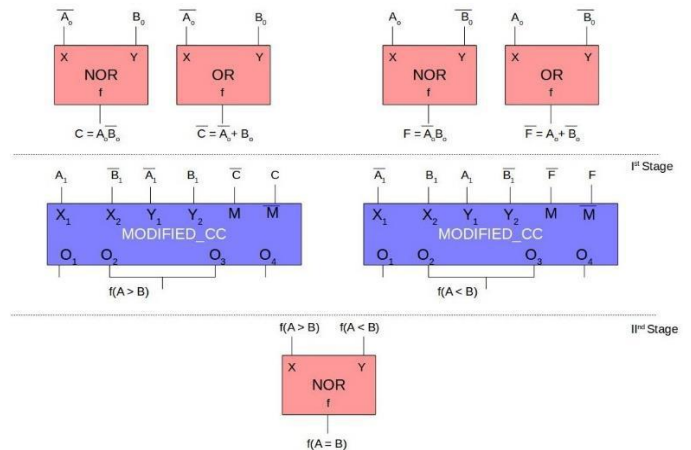 A̅₀ B₀ A̅₀ B₀ A₀ B̅₀ A₀ B̅₀
X Y X Y X Y X Y
NOR OR NOR OR
f f f f
C = A₀B̅₀ C̅ = A̅₀ + B₀ F = A̅₀B₀ F̅ = A₀ + B̅₀
Iˢᵗ Stage
A₁ B̅₁ A̅₁ B₁ C̅ C A̅₁ B₁ A₁ B̅₁ F̅ F
X₁ X₂ Y₁ Y₂ M M̅ X₁ X₂ Y₁ Y₂ M M̅
MODIFIED_CC MODIFIED_CC
O₁ O₂ O₃ O₄ O₁ O₂ O₃ O₄
f(A > B) f(A < B)
IIⁿᵈ Stage
f(A > B) f(A < B)
X Y
NOR
f
f(A = B)